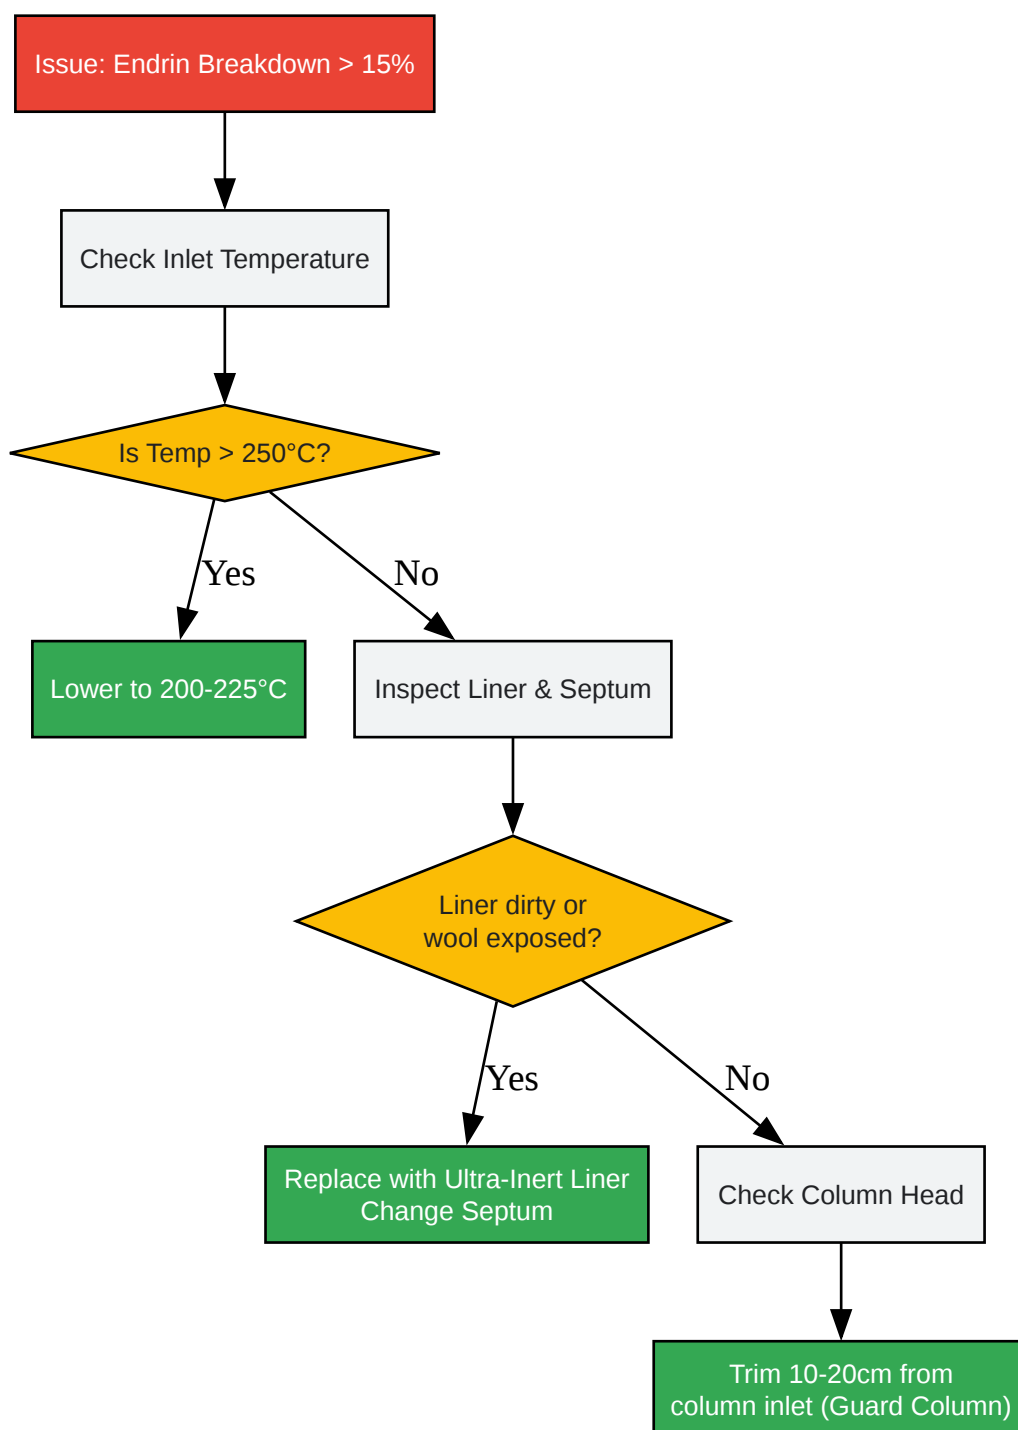 Issue: Endrin Breakdown > 15%
Check Inlet Temperature
Is Temp > 250°C?
Yes
No
Lower to 200-225°C
Inspect Liner & Septum
Liner dirty or
wool exposed?
Yes
No
Replace with Ultra-Inert Liner
Change Septum
Check Column Head
Trim 10-20cm from
column inlet (Guard Column)